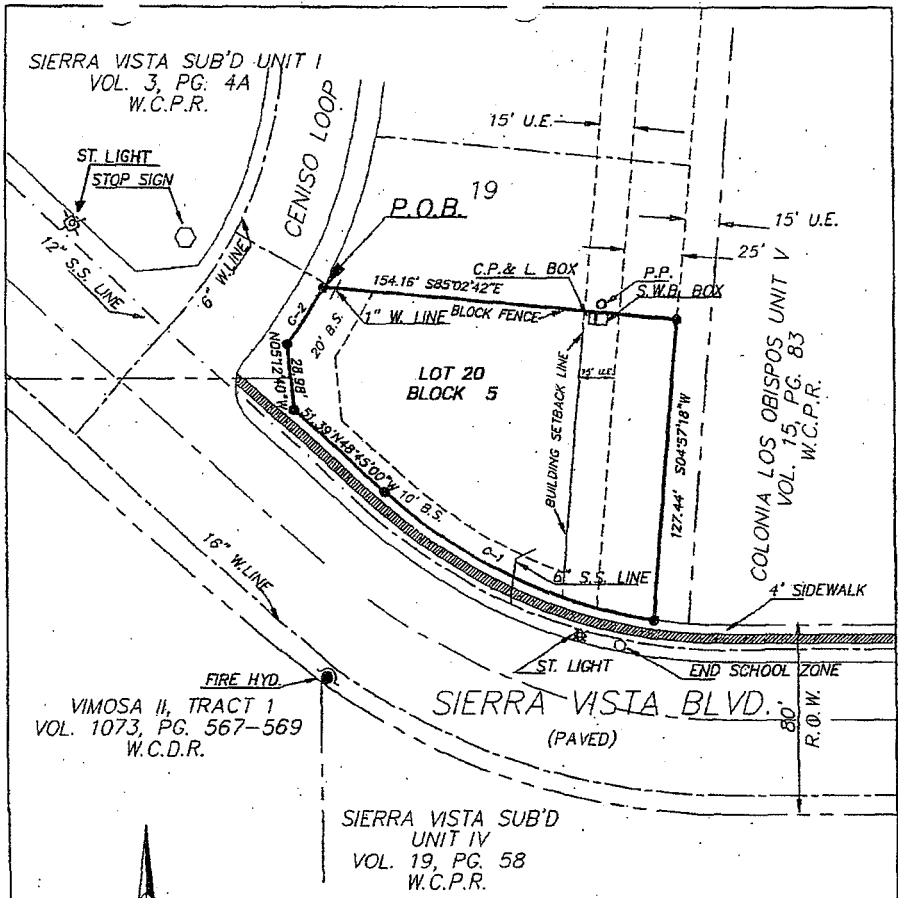 SIERRA VISTA SUB'D UNIT I
VOL. 3, PG. 4A
W.C.P.R.
ST. LIGHT
STOP SIGN
12" S.S. LINE
6" W.LINE
CENISO LOOP
P.O.B.
19
15' U.E.
15' U.E.
25'
C.P.& L. BOX
P.P.
S.W.B. BOX
154.16' S85°02'42"E
1" W. LINE
BLOCK FENCE
C-2
20' B.S.
N05°12'40"W
28.98'
LOT 20
BLOCK 5
15' U.E.
BUILDING SETBACK LINE
51.39' N48°45'00"W
10' B.S.
C-1
6" S.S. LINE
127.44' S04°57'18"W
COLONIA LOS OBISPOS UNIT V
VOL. 15, PG. 83
W.C.P.R.
4' SIDEWALK
16" W.LINE
ST. LIGHT
END SCHOOL ZONE
FIRE HYD.
SIERRA VISTA BLVD.
(PAVED)
80'
R.O.W.
VIMOSA II, TRACT 1
VOL. 1073, PG. 567-569
W.C.D.R.
SIERRA VISTA SUB'D
UNIT IV
VOL. 19, PG. 58
W.C.P.R.